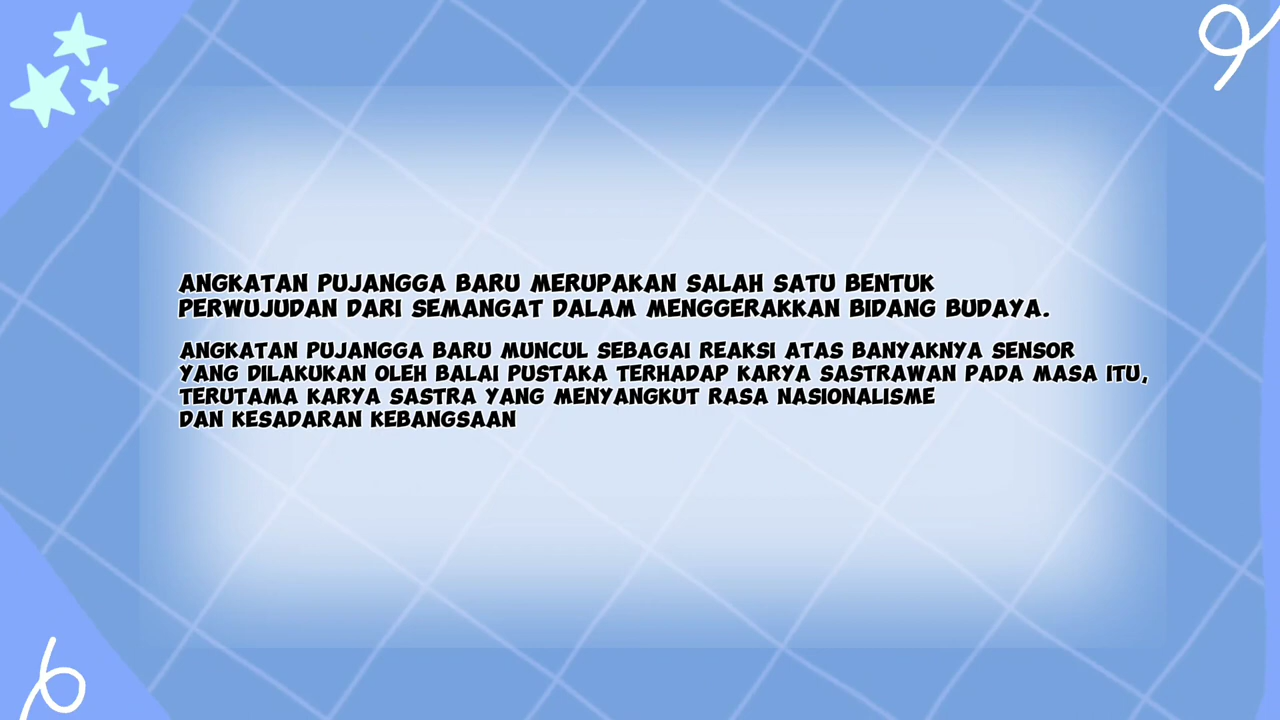 ANGKATAN PUJANGGA BARU MERUPAKAN SALAH SATU BENTUK
PERWUJUDAN DARI SEMANGAT DALAM MENGGERAKKAN BIDANG BUDAYA.
ANGKATAN PUJANGGA BARU MUNCUL SEBAGAI REAKSI ATAS BANYAKNYA SENSOR
YANG DILAKUKAN OLEH BALAI PUSTAKA TERHADAP KARYA SASTRAWAN PADA MASA ITU,
TERUTAMA KARYA SASTRA YANG MENYANGKUT RASA NASIONALISME
DAN KESADARAN KEBANGSAAN